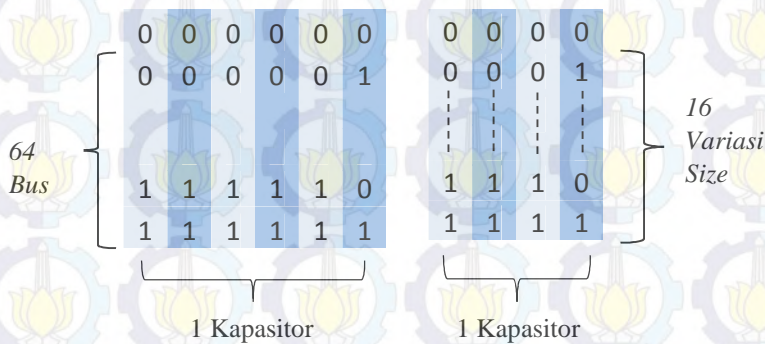 0 0 0 0 0 0
0 0 0 0 0 1
1 1 1 1 1 0
1 1 1 1 1 1
64
Bus
1 Kapasitor
0 0 0 0
0 0 0 1
1 1 1 0
1 1 1 1
16
Variasi
Size
1 Kapasitor